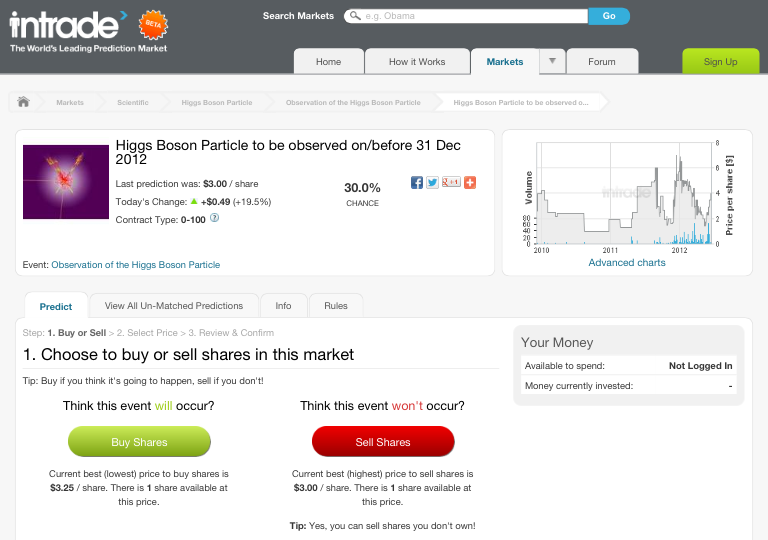 intrade
BETA
The World's Leading Prediction Market
Search Markets
e.g. Obama
Go
Home
How it Works
Markets
Forum
Sign Up
Markets
Scientific
Higgs Boson Particle
Observation of the Higgs Boson Particle
Higgs Boson Particle to be observed o...
Higgs Boson Particle to be observed on/before 31 Dec
2012
Last prediction was: $3.00 / share
Today's Change: +$0.49 (+19.5%)
Contract Type: 0-100 ?
30.0%
CHANCE
+1
Event: Observation of the Higgs Boson Particle
intrade
Volume
80
60
40
20
0
8
6
4
2
0
Price per share [$]
2010
2011
2012
Advanced charts
Predict
View All Un-Matched Predictions
Info
Rules
Step: 1. Buy or Sell > 2. Select Price > 3. Review & Confirm
1. Choose to buy or sell shares in this market
Tip: Buy if you think it's going to happen, sell if you don't!
Think this event will occur?
Buy Shares
Current best (lowest) price to buy shares is
$3.25 / share. There is 1 share available at
this price.
Think this event won't occur?
Sell Shares
Current best (highest) price to sell shares is
$3.00 / share. There is 1 share available at
this price.
Tip: Yes, you can sell shares you don't own!
Your Money
Available to spend: Not Logged In
Money currently invested: -